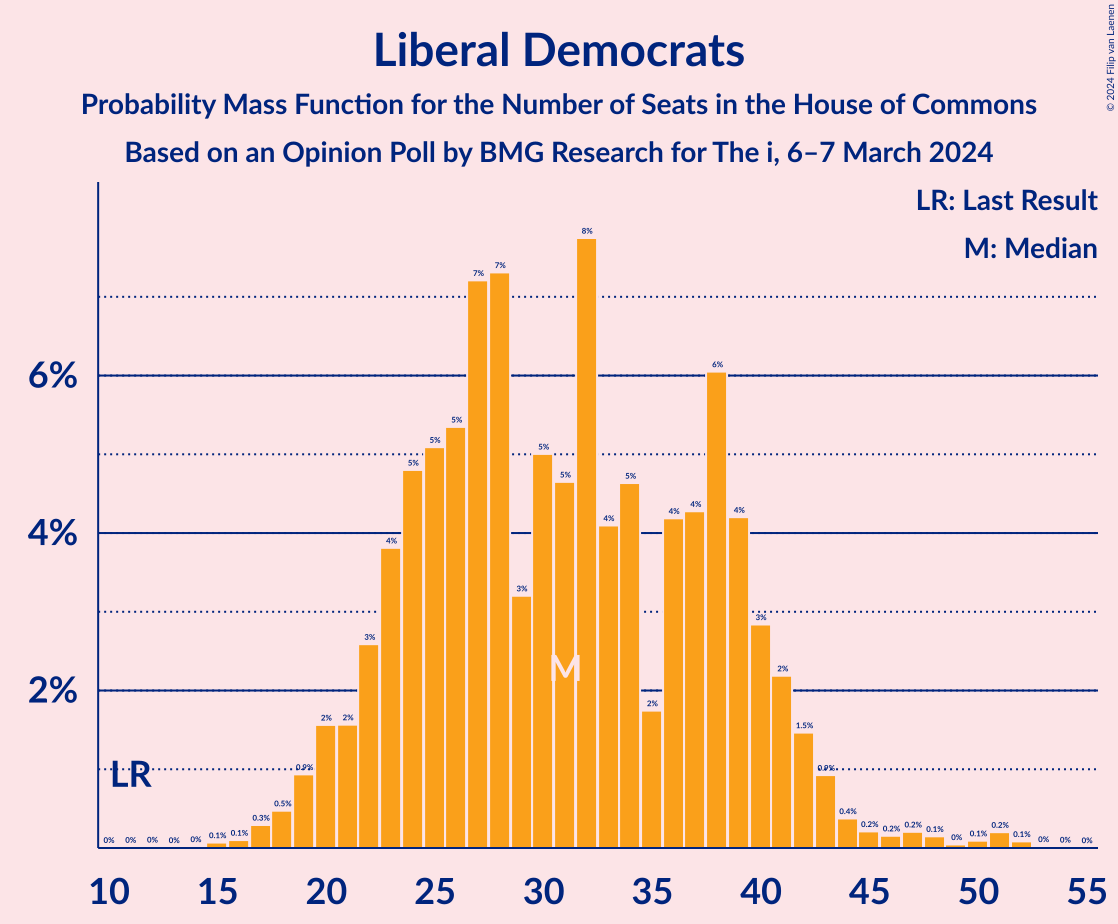 Liberal Democrats
Probability Mass Function for the Number of Seats in the House of Commons
Based on an Opinion Poll by BMG Research for The i, 6–7 March 2024
© 2024 Filip van Laenen
LR: Last Result
M: Median
6%
4%
2%
0% 0% 0% 0% 0% 0.1% 0.1% 0.3% 0.5% 0.9% 2% 2% 3% 4% 5% 5% 5% 7% 7% 3% 5% 5% 8% 4% 5% 2% 4% 4% 6% 4% 3% 2% 1.5% 0.9% 0.4% 0.2% 0.2% 0.2% 0.1% 0% 0.1% 0.2% 0.1% 0% 0% 0%
M
LR
10 15 20 25 30 35 40 45 50 55